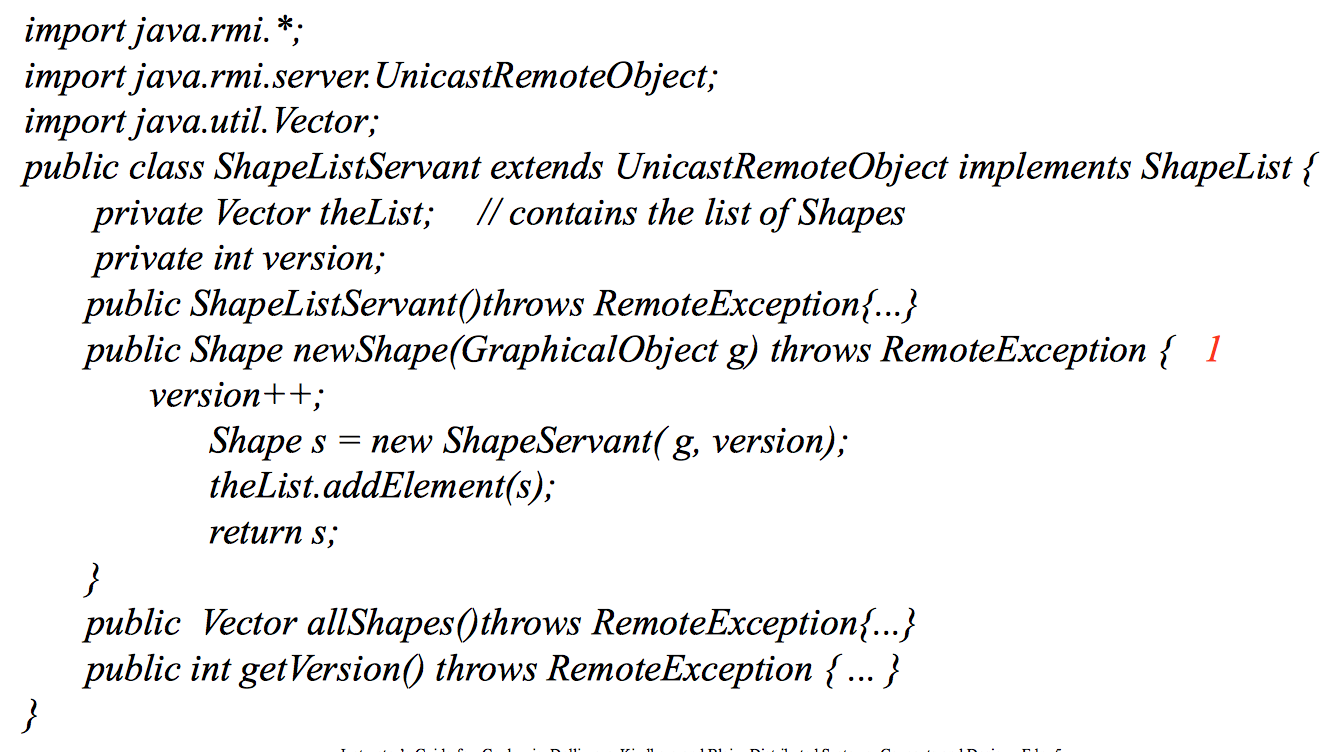 import java.rmi.*;
import java.rmi.server.UnicastRemoteObject;
import java.util.Vector;
public class ShapeListServant extends UnicastRemoteObject implements ShapeList {
private Vector theList; // contains the list of Shapes
private int version;
public ShapeListServant()throws RemoteException{...}
public Shape newShape(GraphicalObject g) throws RemoteException { 1
version++;
Shape s = new ShapeServant( g, version);
theList.addElement(s);
return s;
}
public Vector allShapes()throws RemoteException{...}
public int getVersion() throws RemoteException { ... }
}